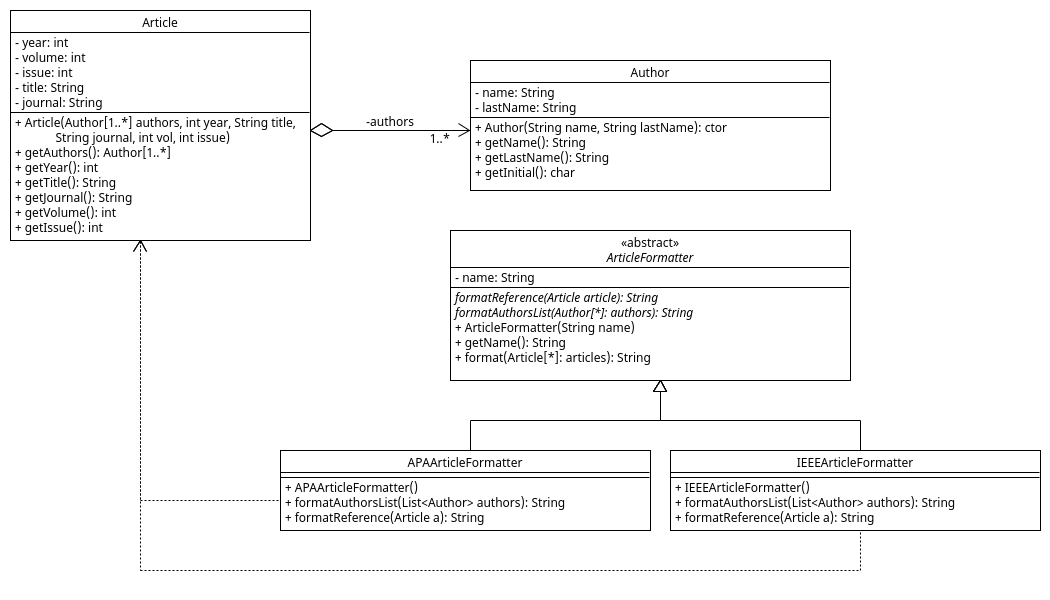 Article
- year: int
- volume: int
- issue: int
- title: String
- journal: String
+ Article(Author[1..*] authors, int year, String title,
String journal, int vol, int issue)
+ getAuthors(): Author[1..*]
+ getYear(): int
+ getTitle(): String
+ getJournal(): String
+ getVolume(): int
+ getIssue(): int
-authors
1..*
Author
- name: String
- lastName: String
+ Author(String name, String lastName): ctor
+ getName(): String
+ getLastName(): String
+ getInitial(): char
«abstract»
ArticleFormatter
- name: String
formatReference(Article article): String
formatAuthorsList(Author[*]: authors): String
+ ArticleFormatter(String name)
+ getName(): String
+ format(Article[*]: articles): String
APAArticleFormatter
+ APAArticleFormatter()
+ formatAuthorsList(List<Author> authors): String
+ formatReference(Article a): String
IEEEArticleFormatter
+ IEEEArticleFormatter()
+ formatAuthorsList(List<Author> authors): String
+ formatReference(Article a): String